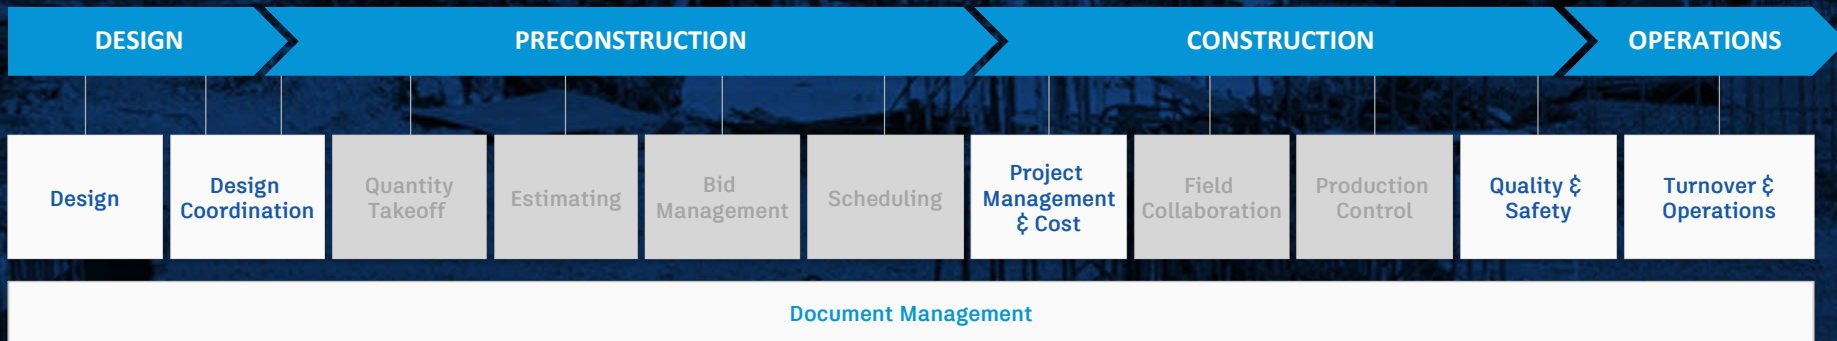 DESIGN
PRECONSTRUCTION
CONSTRUCTION
OPERATIONS
Design
Design
Coordination
Quantity
Takeoff
Estimating
Bid
Management
Scheduling
Project
Management
& Cost
Field
Collaboration
Production
Control
Quality &
Safety
Turnover &
Operations
Document Management